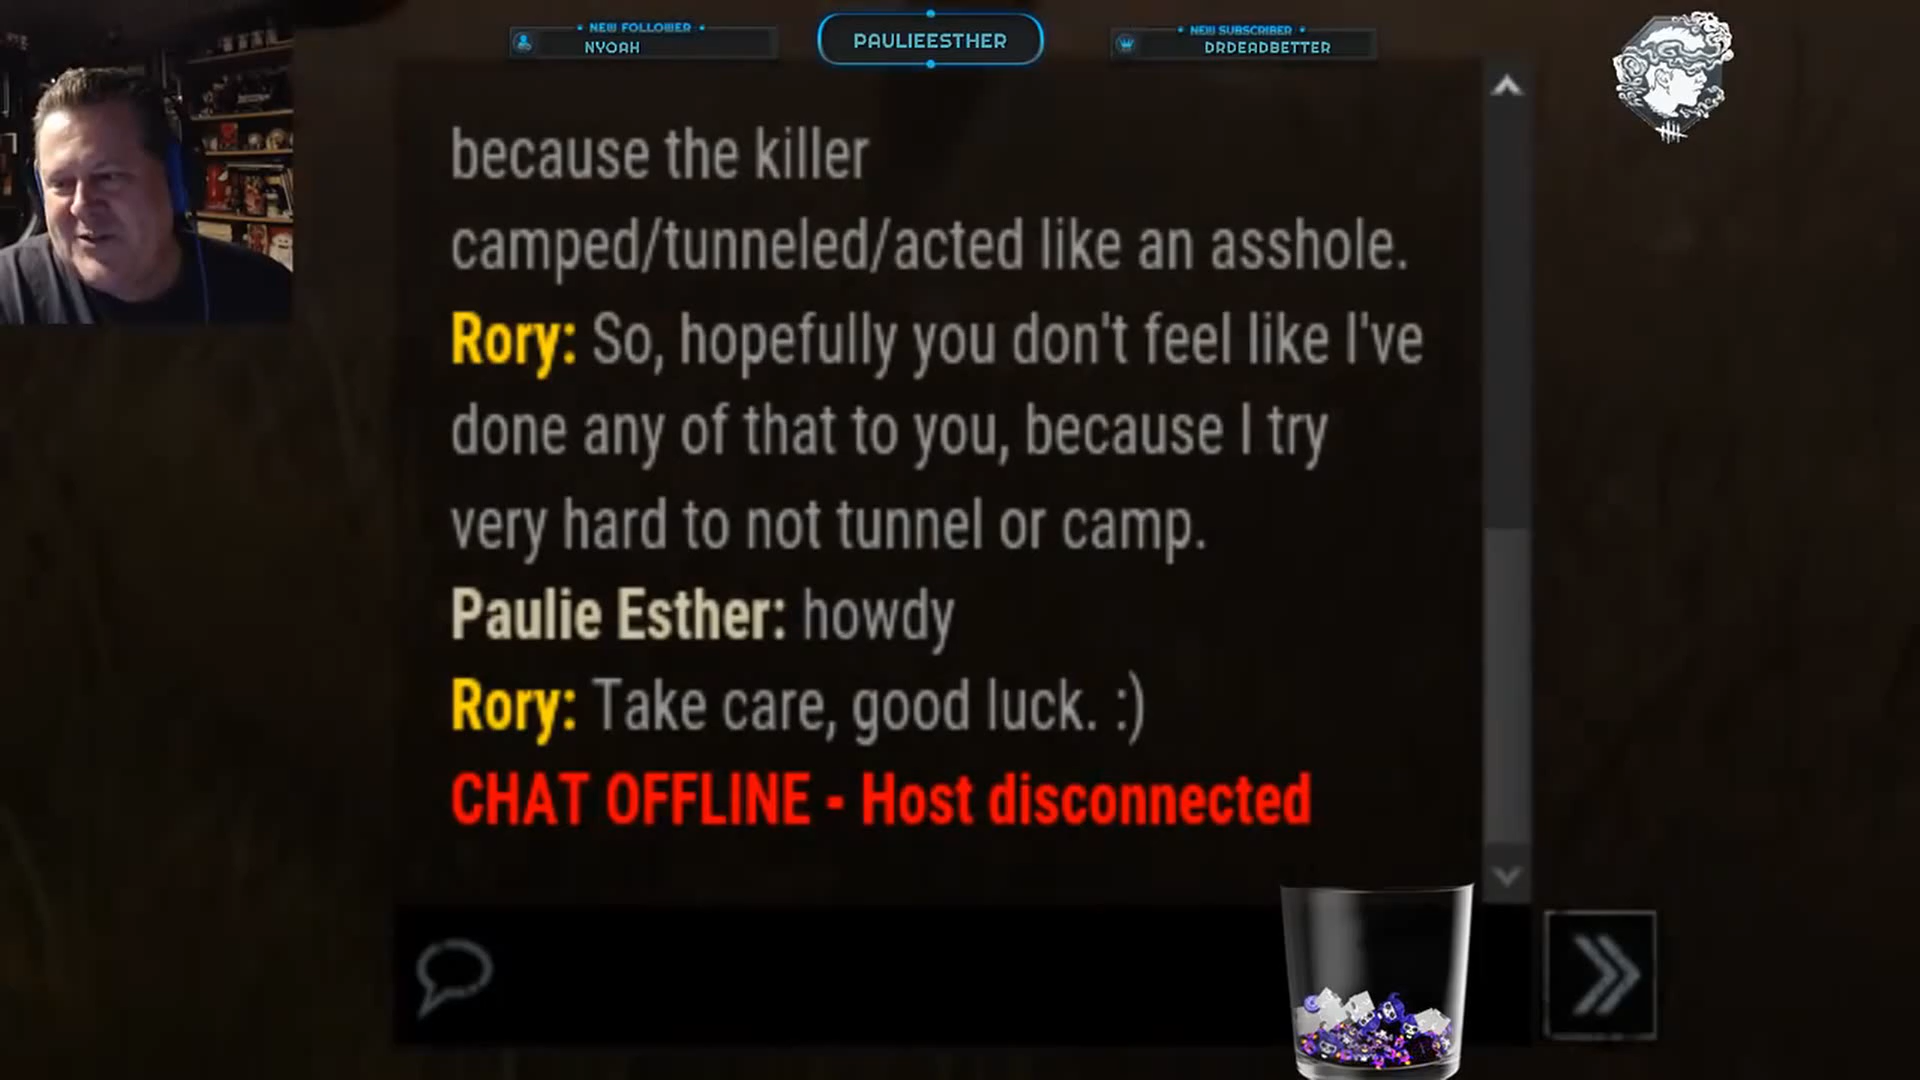 NEW FOLLOWER
NYOAH
PAULIEESTHER
NEW SUBSCRIBER
DRDEADBETTER
because the killer
camped/tunneled/acted like an asshole.
Rory: So, hopefully you don't feel like I've
done any of that to you, because I try
very hard to not tunnel or camp.
Paulie Esther: howdy
Rory: Take care, good luck. :)
CHAT OFFLINE - Host disconnected